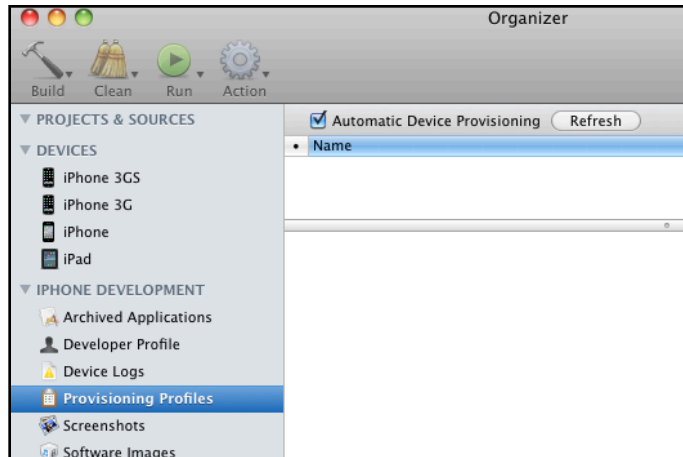 Organizer
Build Clean Run Action
PROJECTS & SOURCES
DEVICES
iPhone 3GS
iPhone 3G
iPhone
iPad
IPHONE DEVELOPMENT
Archived Applications
Developer Profile
Device Logs
Provisioning Profiles
Screenshots
Software Images
Automatic Device Provisioning Refresh
• Name